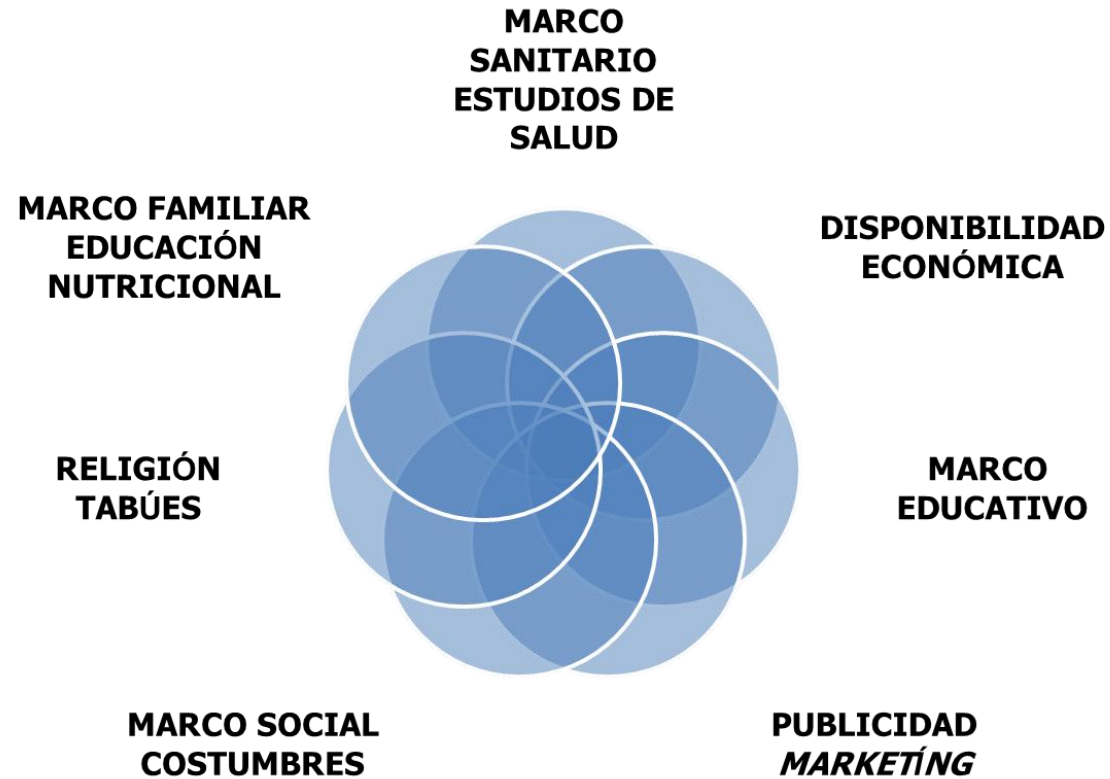 MARCO
SANITARIO
ESTUDIOS DE
SALUD
DISPONIBILIDAD
ECONÓMICA
MARCO
EDUCATIVO
PUBLICIDAD
MARKETÍNG
MARCO SOCIAL
COSTUMBRES
RELIGIÓN
TABÚES
MARCO FAMILIAR
EDUCACIÓN
NUTRICIONAL